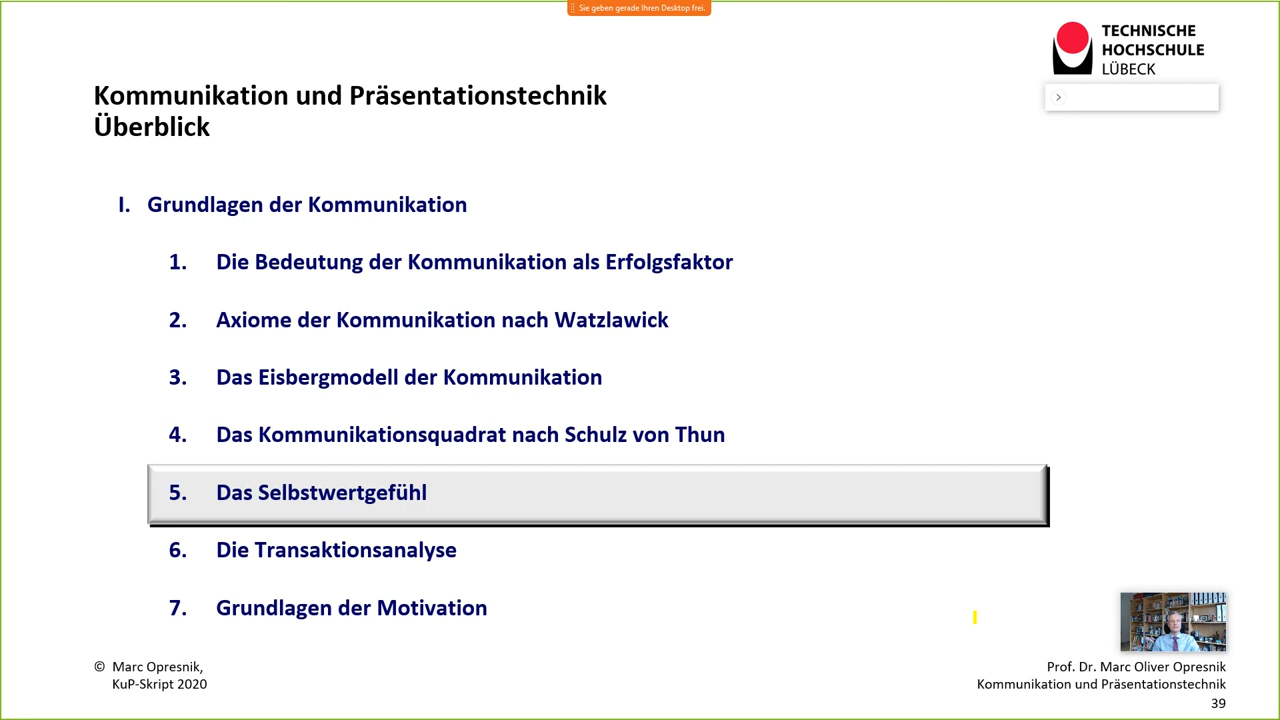 Sie geben gerade Ihren Desktop frei.
TECHNISCHE
HOCHSCHULE
LÜBECK
Kommunikation und Präsentationstechnik
Überblick
I. Grundlagen der Kommunikation
1. Die Bedeutung der Kommunikation als Erfolgsfaktor
2. Axiome der Kommunikation nach Watzlawick
3. Das Eisbergmodell der Kommunikation
4. Das Kommunikationsquadrat nach Schulz von Thun
5. Das Selbstwertgefühl
6. Die Transaktionsanalyse
7. Grundlagen der Motivation
© Marc Opresnik,
KuP-Skript 2020
Prof. Dr. Marc Oliver Opresnik
Kommunikation und Präsentationstechnik
39